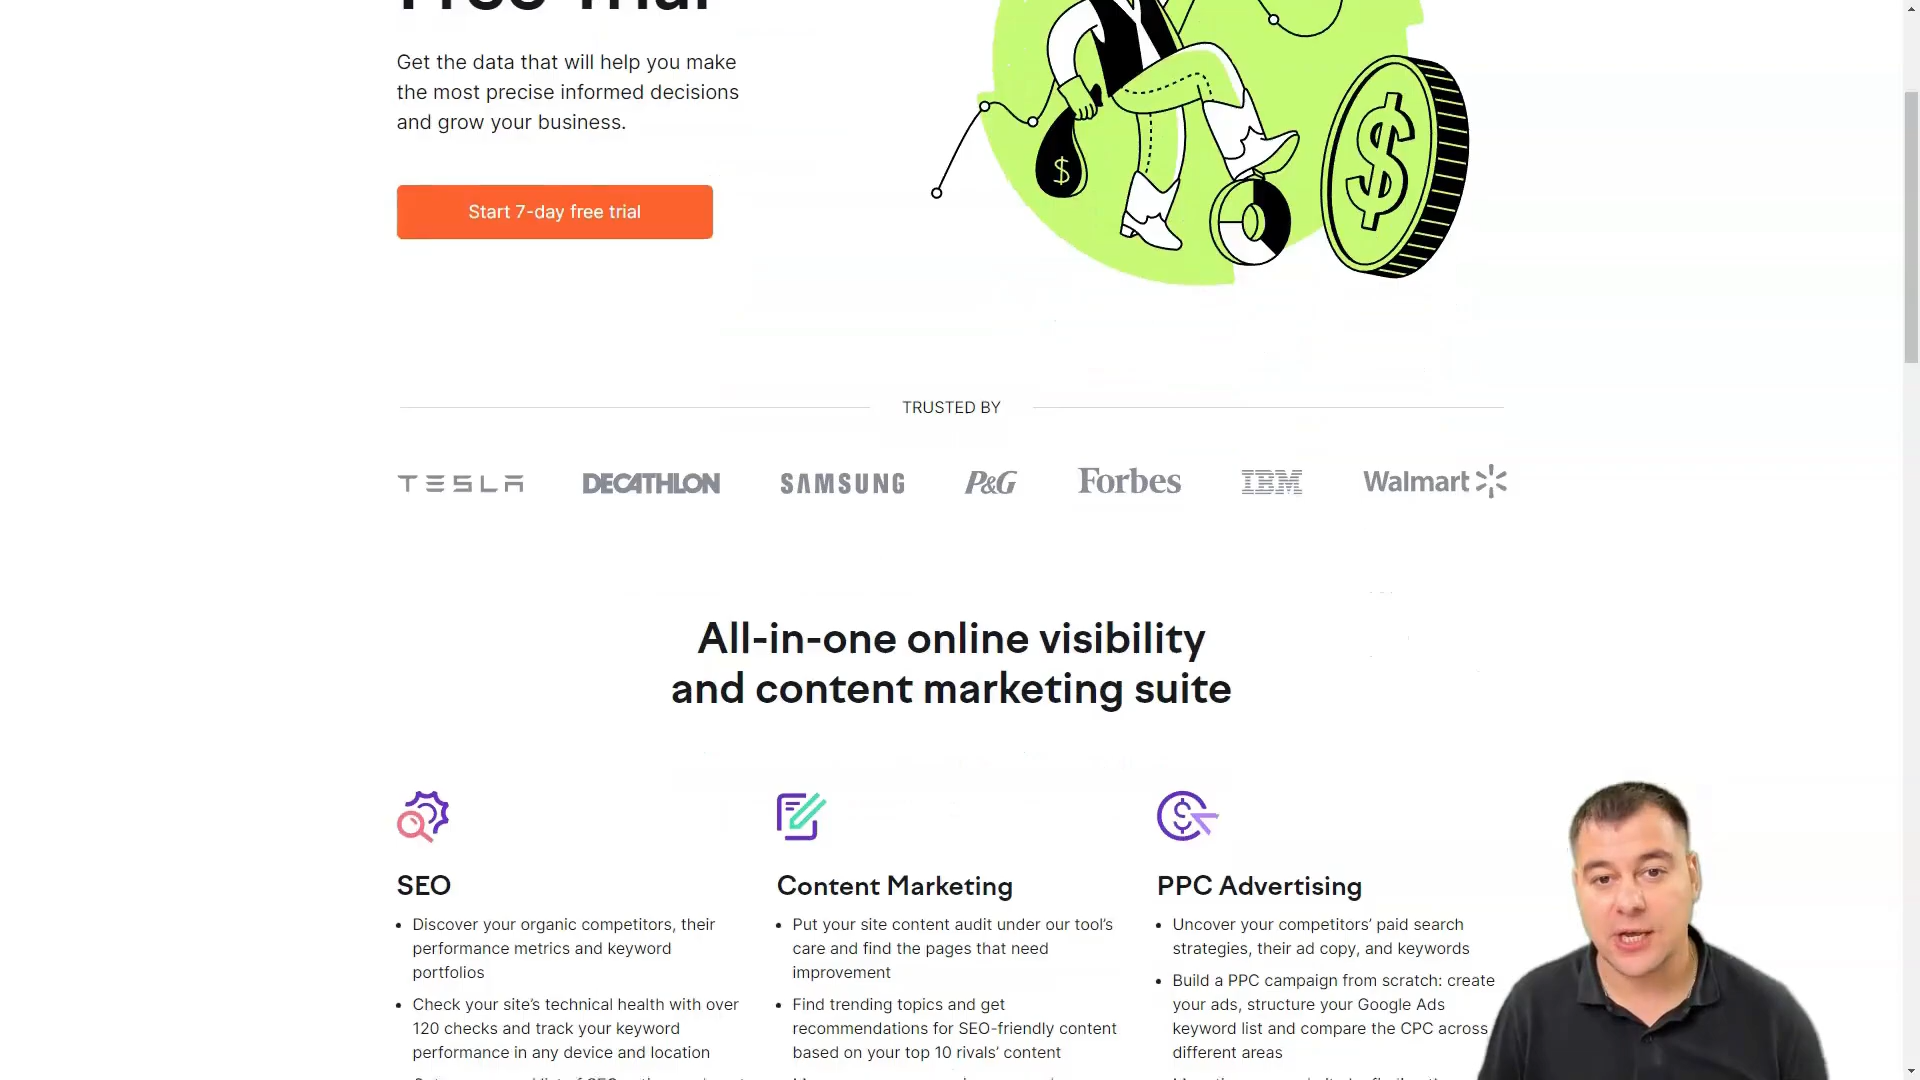 Free Trial
Get the data that will help you make
the most precise informed decisions
and grow your business.
Start 7-day free trial
$
$
TRUSTED BY
TESLA DECATHLON SAMSUNG P&G Forbes IBM Walmart
All-in-one online visibility
and content marketing suite
SEO
Discover your organic competitors, their
performance metrics and keyword
portfolios
Check your site's technical health with over
120 checks and track your keyword
performance in any device and location
Content Marketing
Put your site content audit under our tool's
care and find the pages that need
improvement
Find trending topics and get
recommendations for SEO-friendly content
based on your top 10 rivals' content
PPC Advertising
Uncover your competitors' paid search
strategies, their ad copy, and keywords
Build a PPC campaign from scratch: create
your ads, structure your Google Ads
keyword list and compare the CPC across
different areas